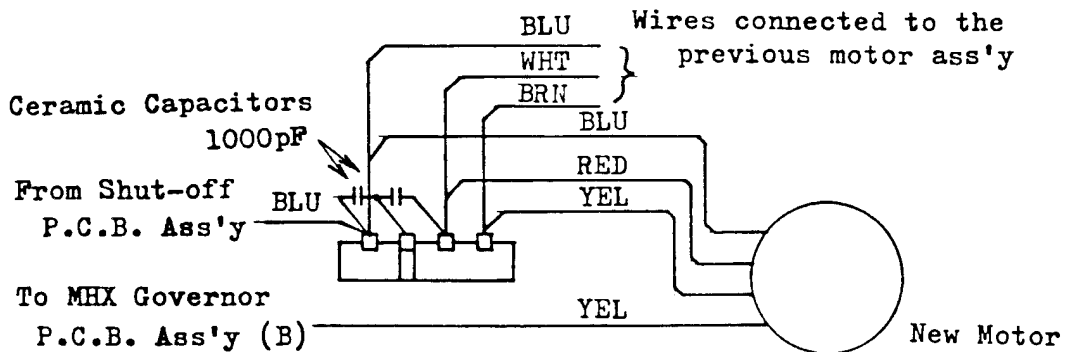 BLU
Wires connected to the
previous motor ass'y
WHT
BRN
Ceramic Capacitors
1000pF
BLU
RED
From Shut-off
P.C.B. Ass'y
BLU
YEL
To MHX Governor
P.C.B. Ass'y (B)
YEL
New Motor